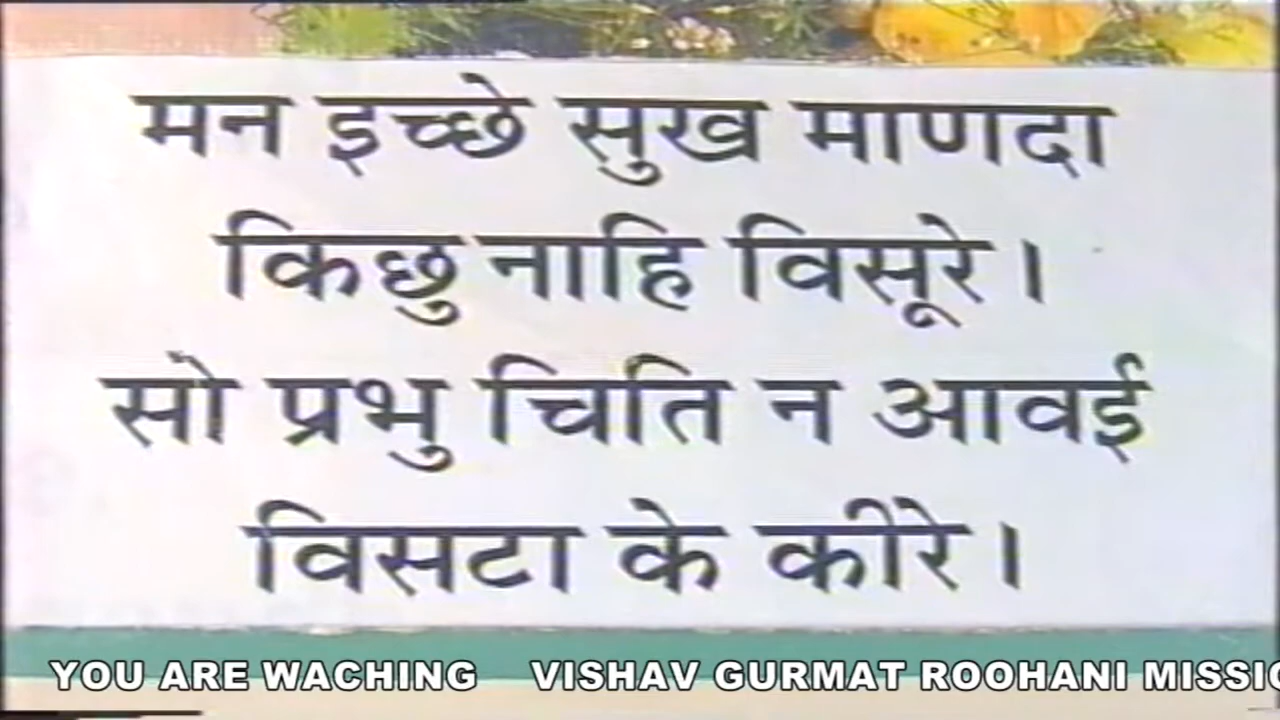 मन इच्छे सुख माणदा
किछु नाहि विसूरे।
सो प्रभु चिति न आवई
विसटा के कीरे।
YOU ARE WACHING VISHAV GURMAT ROOHANI MISSIO